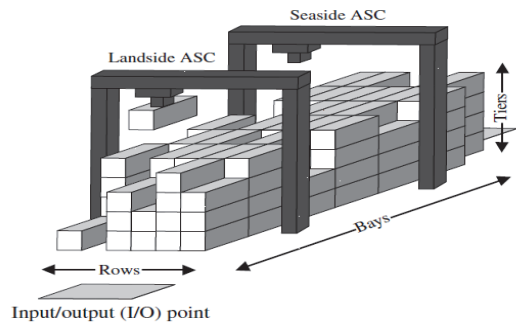 Seaside ASC
Landside ASC
Tiers
Bays
Rows
Input/output (I/O) point